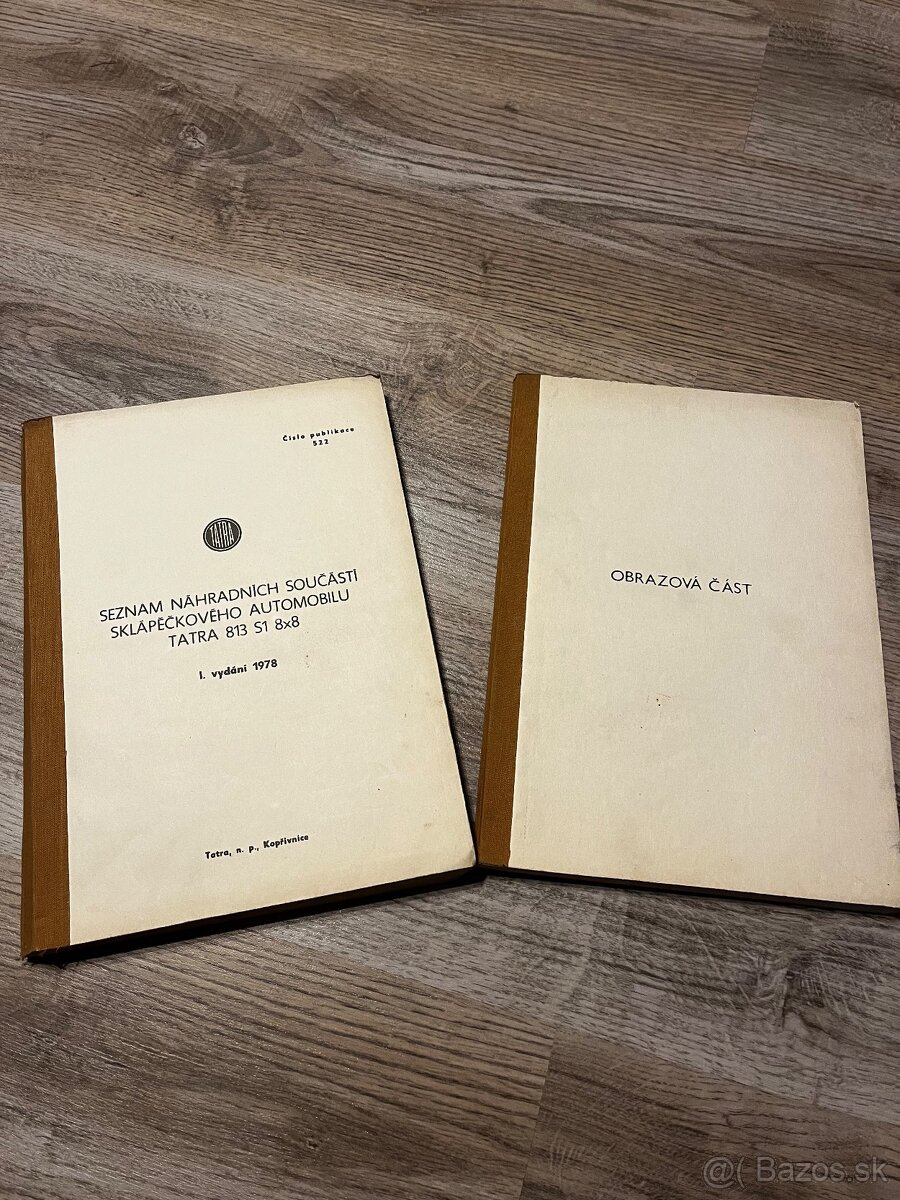 Číslo publikace
522
TATRA
SEZNAM NÁHRADNÍCH SOUČÁSTÍ
SKLÁPĚČKOVÉHO AUTOMOBILU
TATRA 813 S1 8x8
I. vydání 1978
Tatra, n. p., Kopřivnice
OBRAZOVÁ ČÁST
@( Bazos.sk